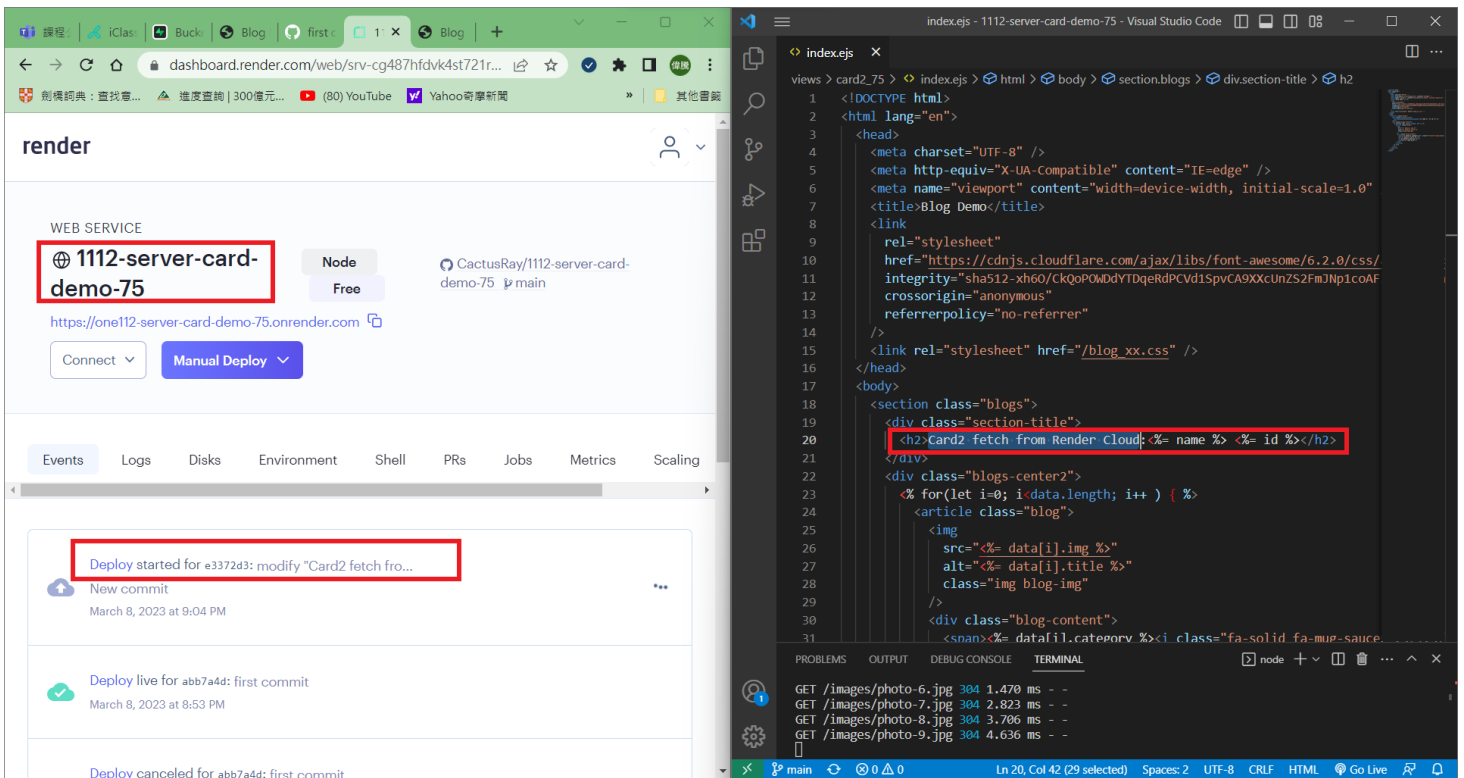 課程
iClas
Buck
Blog
first c
11
Blog
dashboard.render.com/web/srv-cg487hfdvk4st721r...
偉騰
劍橋詞典：查找意...
進度查詢 | 300億元...
(80) YouTube
Yahoo奇摩新聞
»
其他書籤
render
WEB SERVICE
1112-server-card-
demo-75
Node
Free
CactusRay/1112-server-card-
demo-75 main
https://one112-server-card-demo-75.onrender.com
Connect
Manual Deploy
Events Logs Disks Environment Shell PRs Jobs Metrics Scaling
Deploy started for e3372d3: modify "Card2 fetch fro...
New commit
March 8, 2023 at 9:04 PM
Deploy live for abb7a4d: first commit
March 8, 2023 at 8:53 PM
Deploy canceled for abb7a4d: first commit
index.ejs - 1112-server-card-demo-75 - Visual Studio Code
index.ejs
views > card2_75 > index.ejs > html > body > section.blogs > div.section-title > h2
1 <!DOCTYPE html>
2 <html lang="en">
3 <head>
4 <meta charset="UTF-8" />
5 <meta http-equiv="X-UA-Compatible" content="IE=edge" />
6 <meta name="viewport" content="width=device-width, initial-scale=1.0"
7 <title>Blog Demo</title>
8 <link
9 rel="stylesheet"
10 href="https://cdnjs.cloudflare.com/ajax/libs/font-awesome/6.2.0/css/
11 integrity="sha512-xh6O/CkQoPOWDdYTDqeRdPCVd1SpvCA9XXcUnZS2FmJNp1coAF
12 crossorigin="anonymous"
13 referrerpolicy="no-referrer"
14 />
15 <link rel="stylesheet" href="/blog_xx.css" />
16 </head>
17 <body>
18 <section class="blogs">
19 <div class="section-title">
20 <h2>Card2 fetch from Render Cloud:<%= name %> <%= id %></h2>
21 </div>
22 <div class="blogs-center2">
23 <% for(let i=0; i<data.length; i++ ) { %>
24 <article class="blog">
25 <img
26 src="<%= data[i].img %>"
27 alt="<%= data[i].title %>"
28 class="img blog-img"
29 />
30 <div class="blog-content">
31 <span><%= data[i].category %><i class="fa-solid fa-mug-sauce
PROBLEMS OUTPUT DEBUG CONSOLE TERMINAL
node
GET /images/photo-6.jpg 304 1.470 ms - -
GET /images/photo-7.jpg 304 2.823 ms - -
GET /images/photo-8.jpg 304 3.706 ms - -
GET /images/photo-9.jpg 304 4.636 ms - -
1
main 0 0 Ln 20, Col 42 (29 selected) Spaces: 2 UTF-8 CRLF HTML Go Live